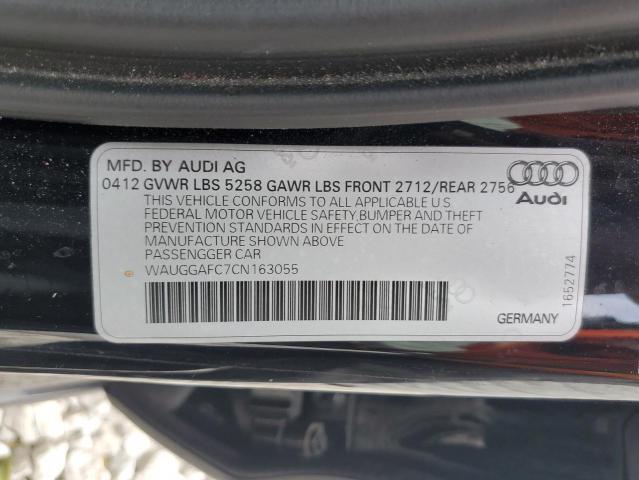 MFD. BY AUDI AG
0412 GVWR LBS 5258 GAWR LBS FRONT 2712/REAR 2756
THIS VEHICLE CONFORMS TO ALL APPLICABLE U.S.
FEDERAL MOTOR VEHICLE SAFETY,BUMPER AND THEFT
PREVENTION STANDARDS IN EFFECT ON THE DATE OF
MANUFACTURE SHOWN ABOVE
PASSENGGER CAR
WAUGGAFC7CN163055
Audi
1652774
GERMANY